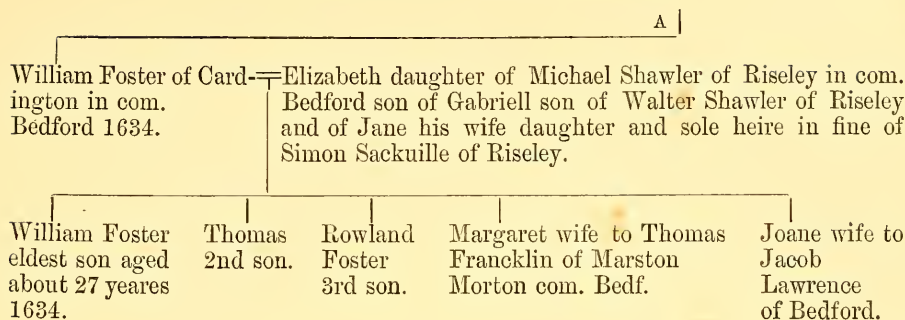 A
William Foster of Card-
ington in com.
Bedford 1634.
Elizabeth daughter of Michael Shawler of Riseley in com.
Bedford son of Gabriell son of Walter Shawler of Riseley
and of Jane his wife daughter and sole heire in fine of
Simon Sackuille of Riseley.
William Foster
eldest son aged
about 27 yeares
1634.
Thomas
2nd son.
Rowland
Foster
3rd son.
Margaret wife to Thomas
Francklin of Marston
Morton com. Bedf.
Joane wife to
Jacob
Lawrence
of Bedford.